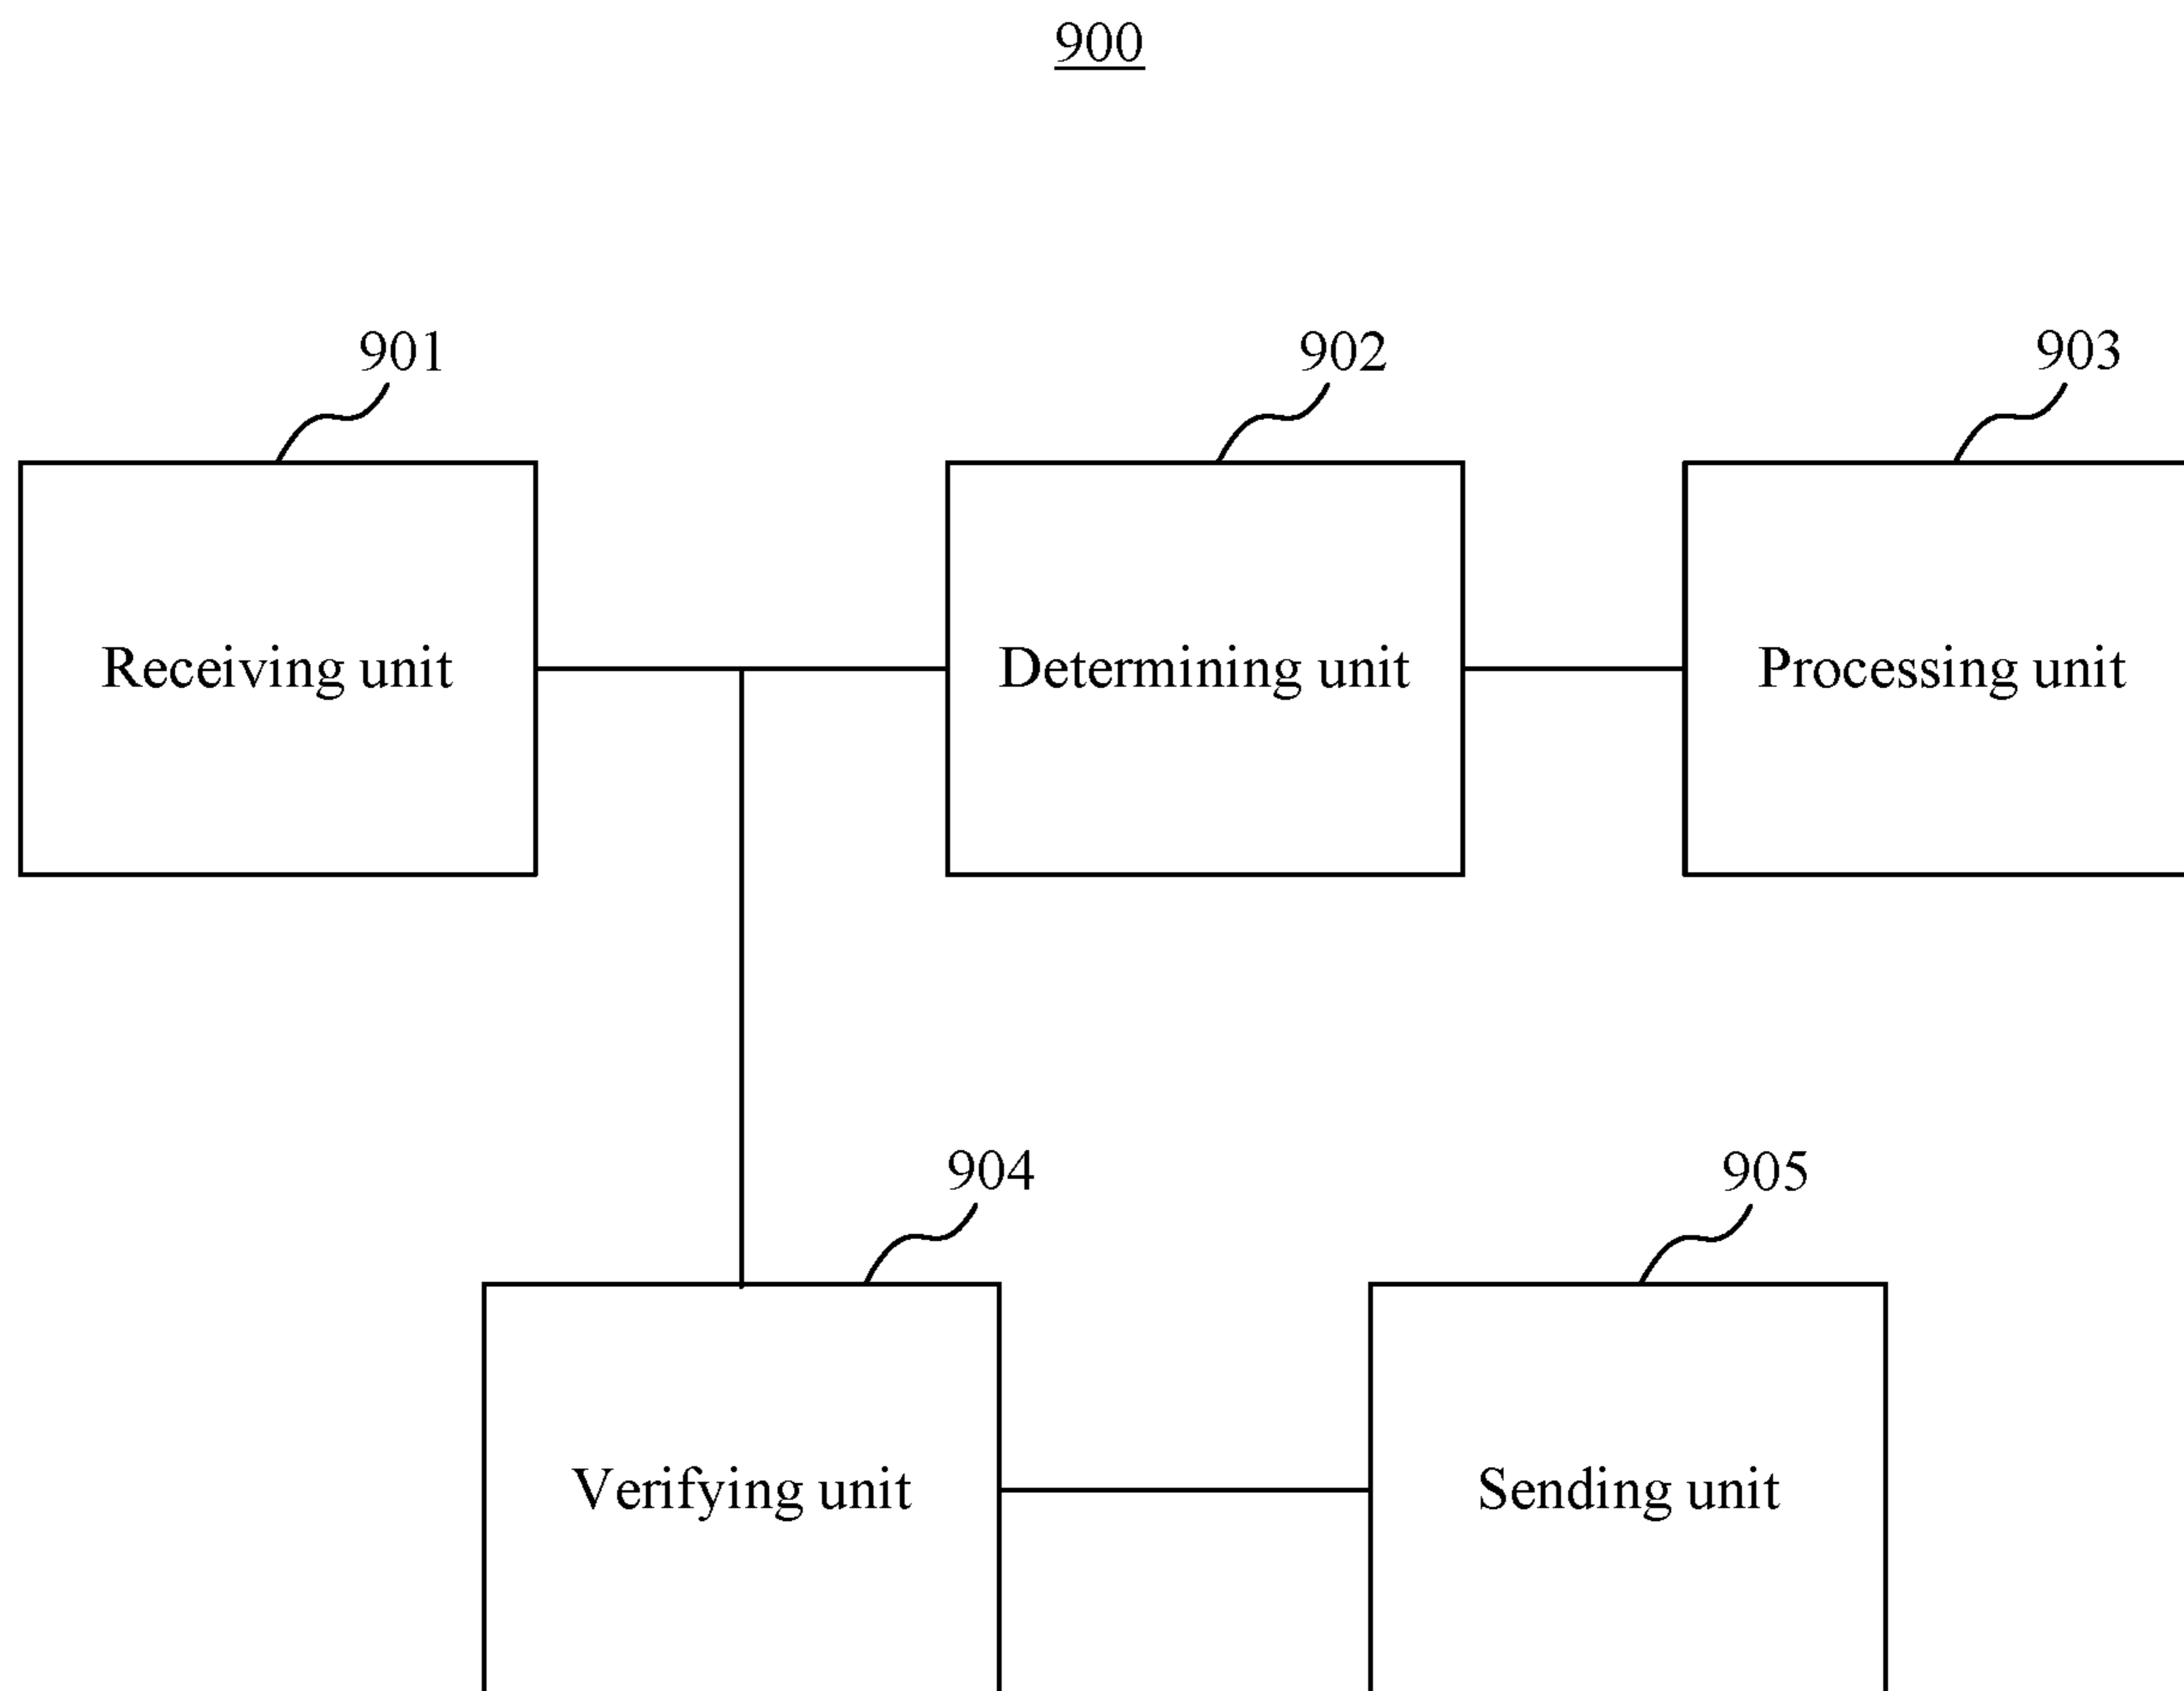 900
901
902
903
Receiving unit
Determining unit
Processing unit
904
905
Verifying unit
Sending unit